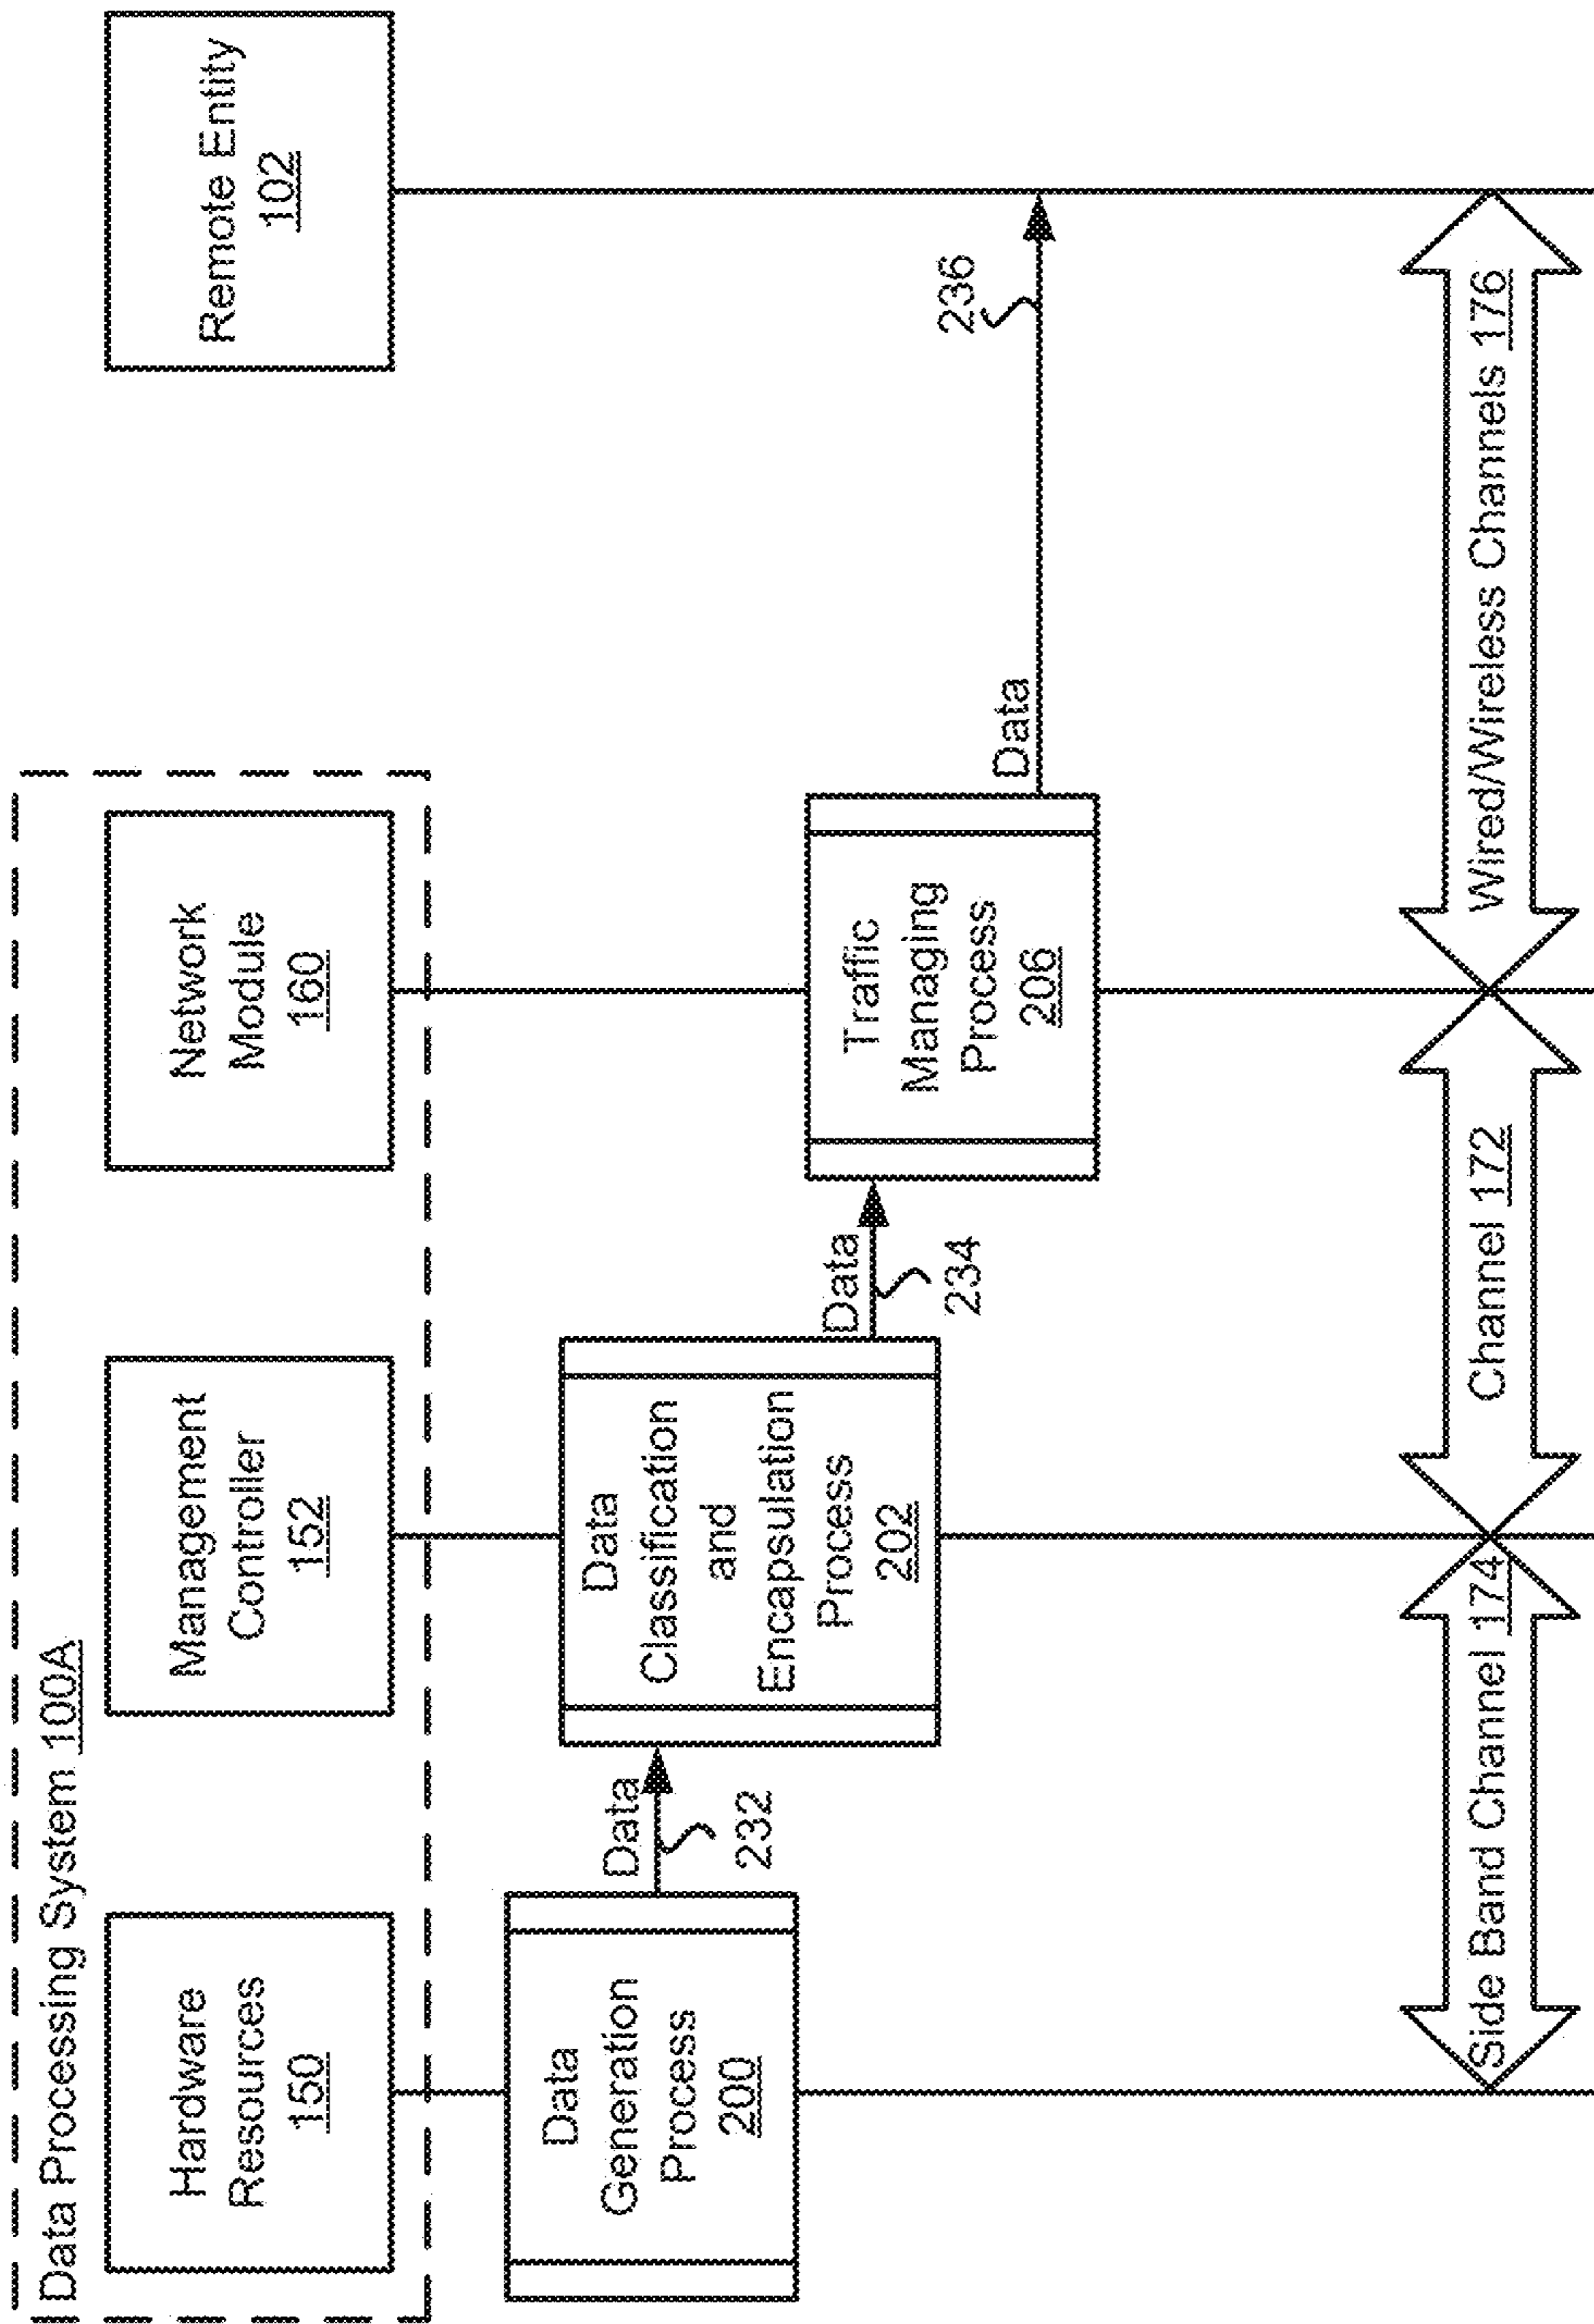 Data Processing System 100A
Hardware
Resources
150
Management
Controller
152
Network
Module
160
Remote Entity
102
Data
Generation
Process
200
Data
232
Data
Classification
and
Encapsulation
Process
202
Data
234
Traffic
Managing
Process
206
Data
236
Side Band Channel 174
Channel 172
Wired/Wireless Channels 176